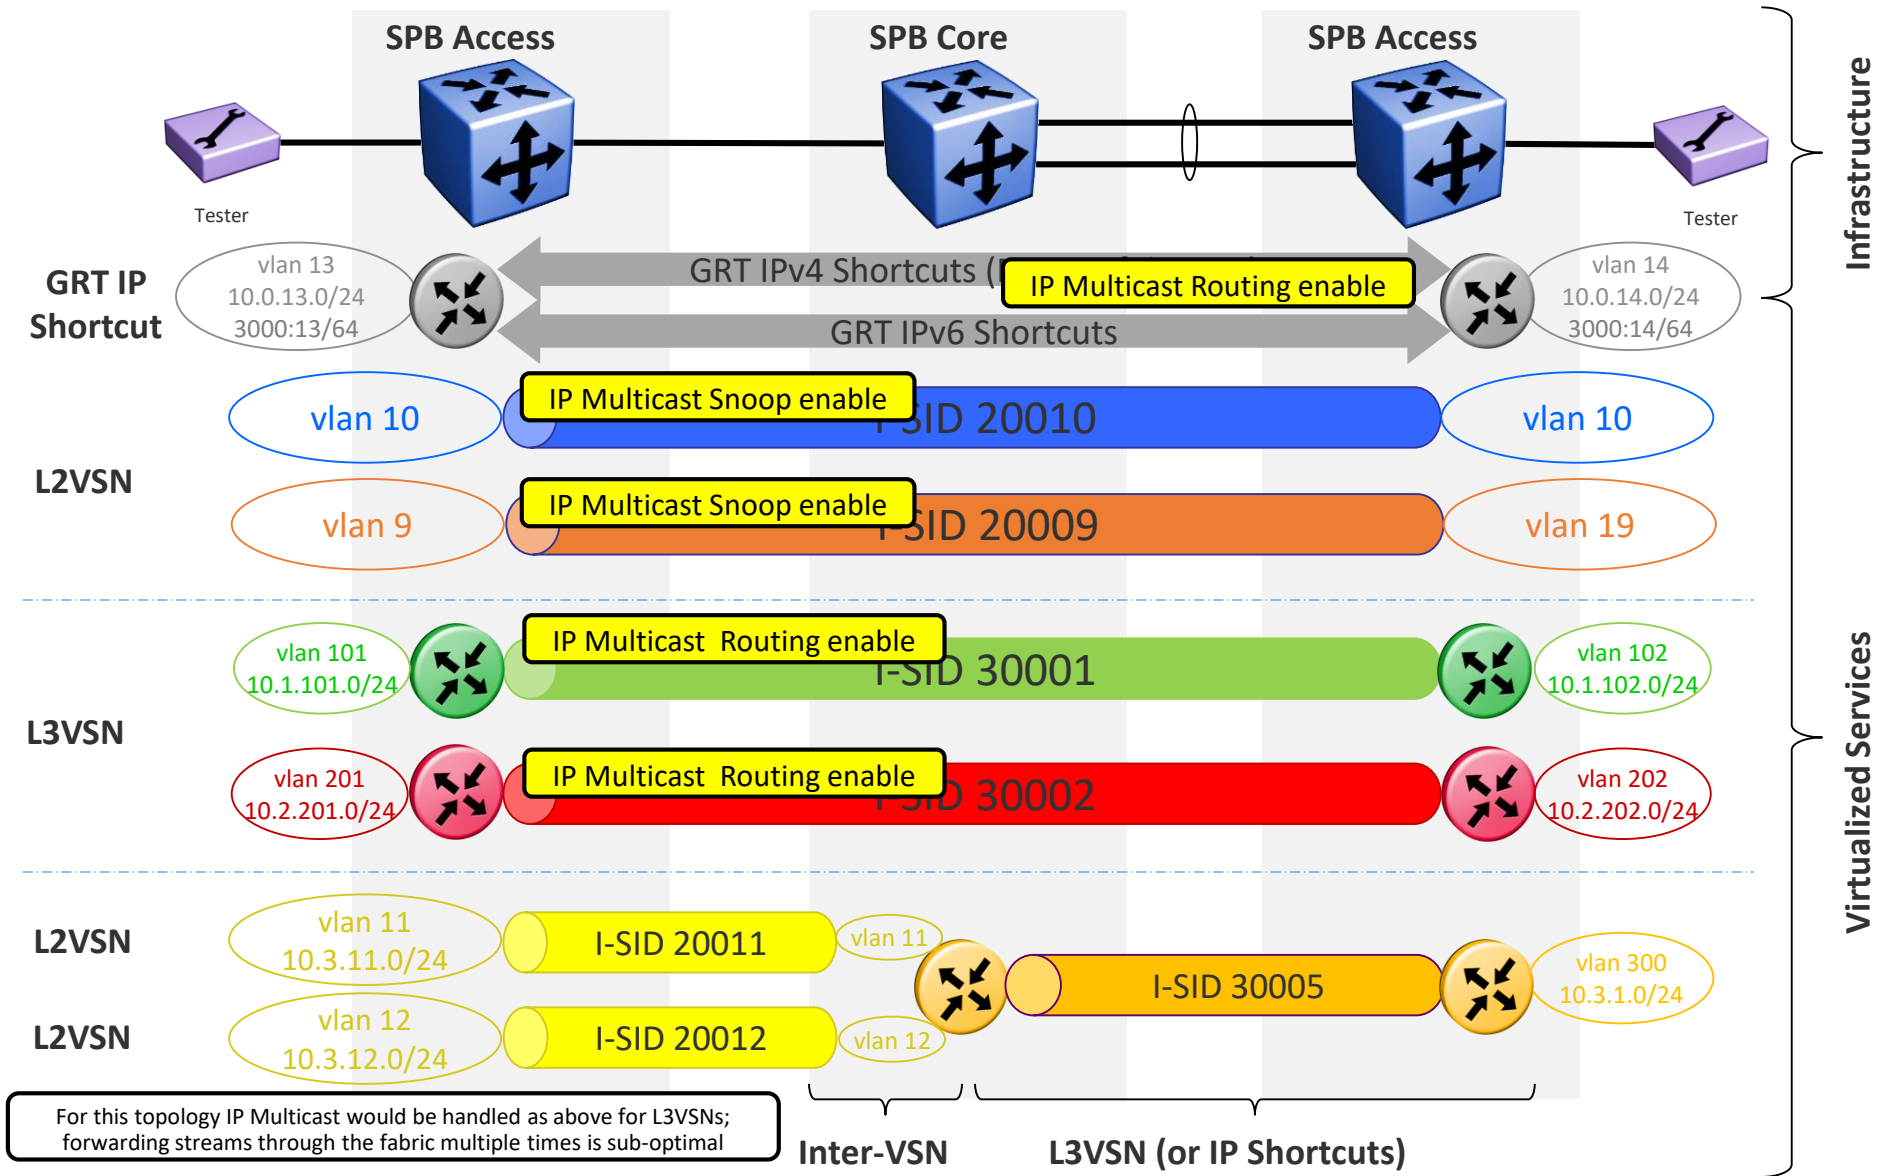 SPB Access
SPB Core
SPB Access
Infrastructure
Tester
Tester
GRT IP
Shortcut
vlan 13
10.0.13.0/24
3000:13/64
GRT IPv4 Shortcuts (
IP Multicast Routing enable
GRT IPv6 Shortcuts
vlan 14
10.0.14.0/24
3000:14/64
L2VSN
vlan 10
IP Multicast Snoop enable
I-SID 20010
vlan 10
vlan 9
IP Multicast Snoop enable
I-SID 20009
vlan 19
Virtualized Services
L3VSN
vlan 101
10.1.101.0/24
IP Multicast  Routing enable
I-SID 30001
vlan 102
10.1.102.0/24
vlan 201
10.2.201.0/24
IP Multicast  Routing enable
I-SID 30002
vlan 202
10.2.202.0/24
L2VSN
vlan 11
10.3.11.0/24
I-SID 20011
vlan 11
L2VSN
vlan 12
10.3.12.0/24
I-SID 20012
vlan 12
I-SID 30005
vlan 300
10.3.1.0/24
For this topology IP Multicast would be handled as above for L3VSNs;
forwarding streams through the fabric multiple times is sub-optimal
Inter-VSN
L3VSN (or IP Shortcuts)